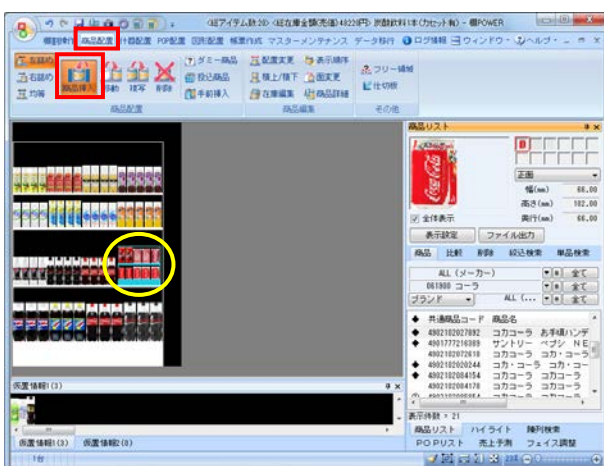 <総アイテム数:20> <総在庫金額(売価):49220円> 炭酸飲料1本(カセット有) - 棚POWER
棚割操作 商品配置 什器配置 POP配置 図形配置 帳票作成 マスターメンテナンス データ移行 ログ情報 ウィンドウ ヘルプ
左詰め
右詰め
均等
商品挿入 移動 複写 削除
ダミー商品
投込商品
手前挿入
配置変更 表示順序
積上/積下 面変更
在庫編集 商品詳細
フリー領域
仕切板
商品配置 商品編集 その他
商品リスト
正面
幅(mm) 66.00
高さ(mm) 182.00
奥行(mm) 66.00
全体表示
表示設定 ファイル出力
商品 比較 削除 絞込検索 単品検索
ALL (メーカー) 全て
061980 コーラ 全て
ブランド ALL (... 全て
共通商品コード 商品名
4902102027892 コカコーラ お手頃ハンデ
4901777216389 サントリー ペプシ NE
4902102072618 コカコーラ コカ・コーラ
4902102020244 コカ・コーラ コカ・コー
4902102084154 コカコーラ コカコーラ
4902102084178 コカコーラ コカコーラ
表示件数 = 21
商品リスト ハイライト 陳列検索
POPリスト 売上予測 フェイス調整
仮置情報1(3)
仮置情報1(3) 仮置情報2(0)
1台 23%